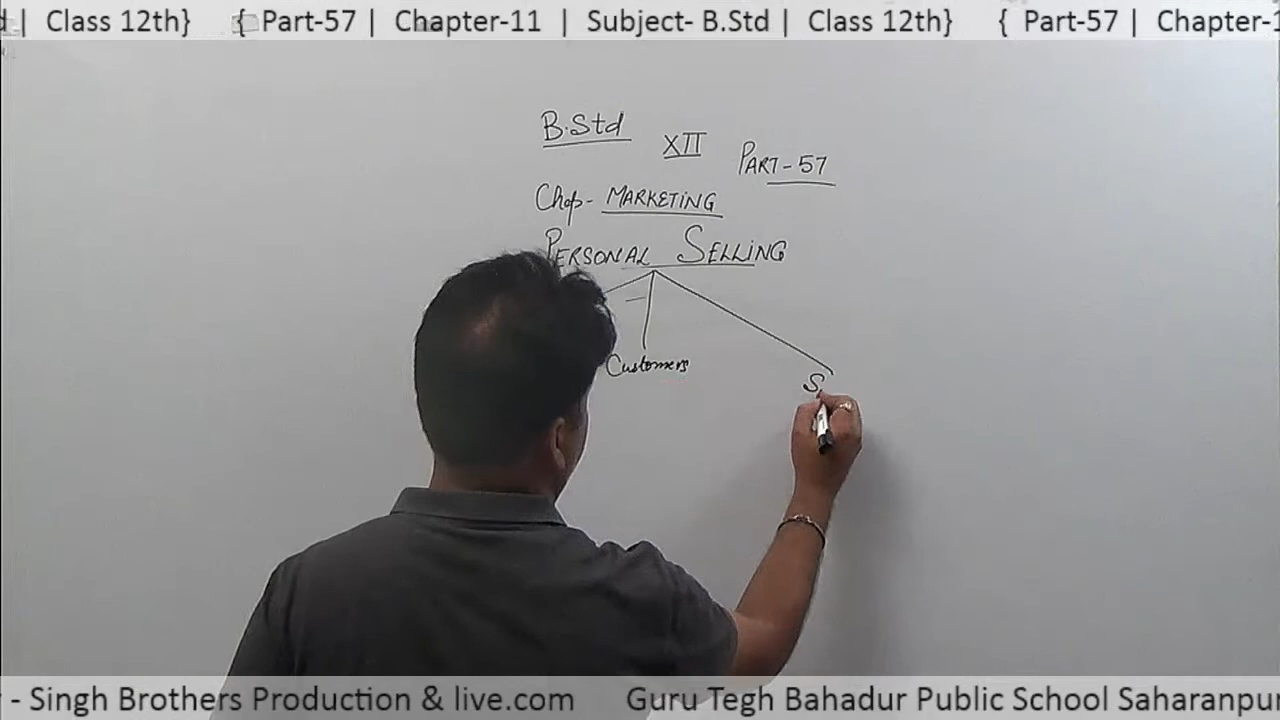 d | Class 12th} { Part-57 | Chapter-11 | Subject- B.Std | Class 12th} { Part-57 | Chapter-1
B.Std
XII
PART-57
Chap- MARKETING
PERSONAL SELLING
Customers
S
- Singh Brothers Production & live.com Guru Tegh Bahadur Public School Saharanpur